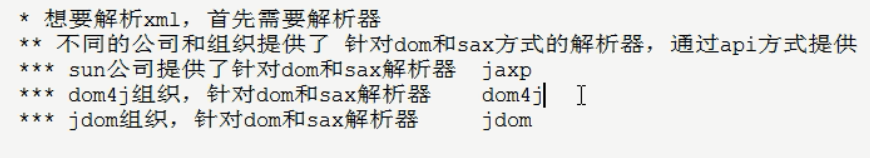 * 想要解析xml，首先需要解析器
** 不同的公司和组织提供了 针对dom和sax方式的解析器，通过api方式提供
*** sun公司提供了针对dom和sax解析器  jaxp
*** dom4j组织，针对dom和sax解析器    dom4j
*** jdom组织，针对dom和sax解析器     jdom